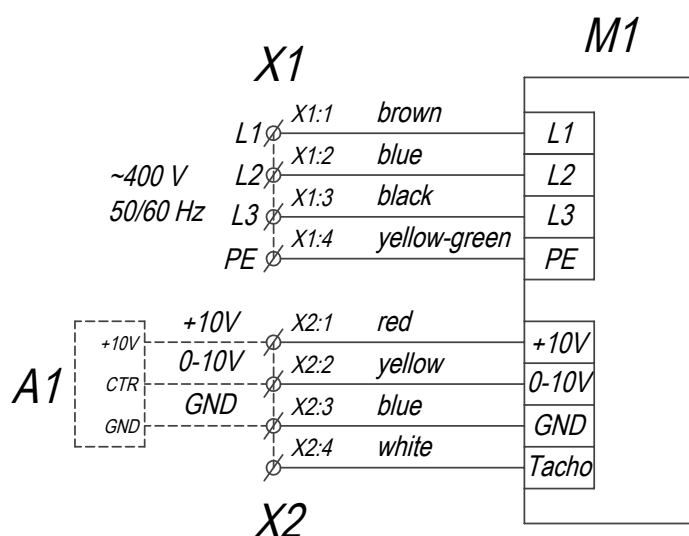 M1
X1
X1:1 brown
L1 L1
X1:2 blue
~400 V L2 L2
50/60 Hz X1:3 black
L3 L3
X1:4 yellow-green
PE PE
+10V X2:1 red
+10V +10V
0-10V X2:2 yellow
A1 CTR 0-10V
GND X2:3 blue
GND GND
X2:4 white
Tacho
X2